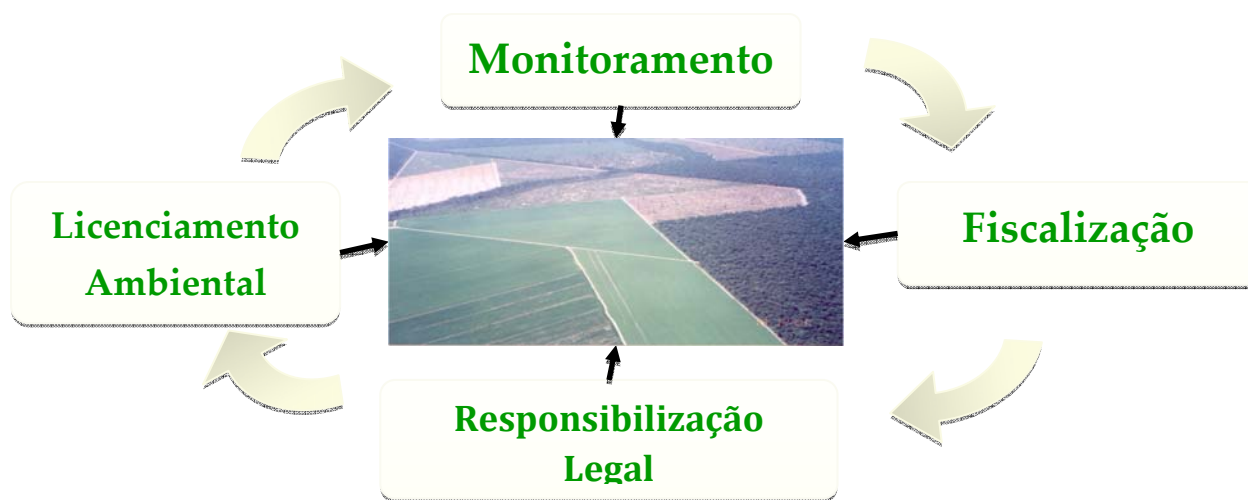 Monitoramento
Licenciamento
Ambiental
Fiscalização
Responsibilização
Legal